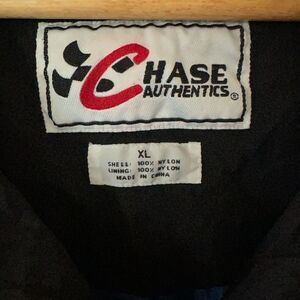 CHASE
AUTHENTICS®
XL
SHELL: 100% NYLON
LINING: 100% NYLON
MADE IN CHINA